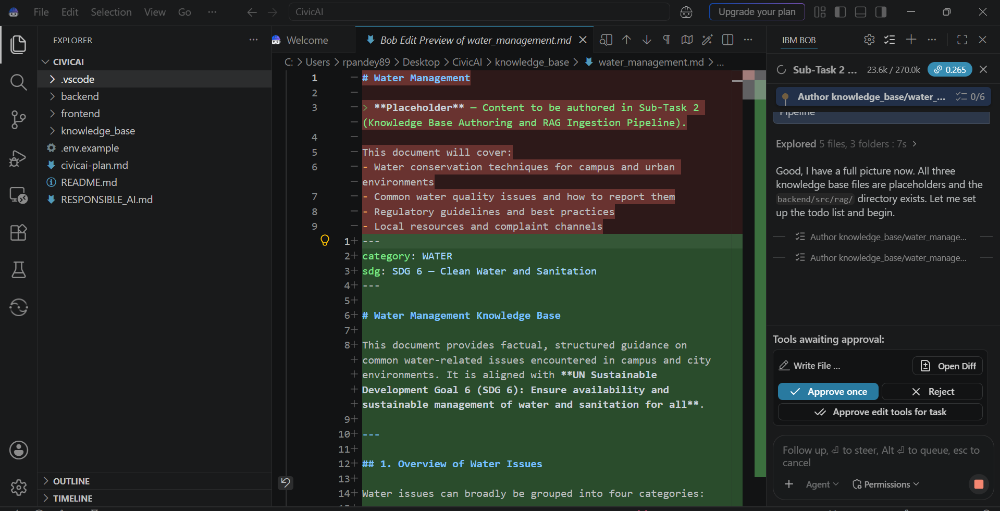 File Edit Selection View Go ···
CivicAI
Upgrade your plan
EXPLORER
CIVICAI
.vscode
backend
frontend
knowledge_base
.env.example
civicai-plan.md
README.md
RESPONSIBLE_AI.md
OUTLINE
TIMELINE
Welcome
Bob Edit Preview of water_management.md
C: > Users > rpandey89 > Desktop > CivicAI > knowledge_base > water_management.md > ...
1 − # Water Management
2 −
3 − > **Placeholder** — Content to be authored in Sub-Task 2
− (Knowledge Base Authoring and RAG Ingestion Pipeline).
4 −
5 − This document will cover:
6 − - Water conservation techniques for campus and urban
− environments
7 − - Common water quality issues and how to report them
8 − - Regulatory guidelines and best practices
9 − - Local resources and complaint channels
1+ ---
2+ category: WATER
3+ sdg: SDG 6 — Clean Water and Sanitation
4+ ---
5+
6+ # Water Management Knowledge Base
7+
8+ This document provides factual, structured guidance on
+ common water-related issues encountered in campus and city
+ environments. It is aligned with **UN Sustainable
+ Development Goal 6 (SDG 6): Ensure availability and
+ sustainable management of water and sanitation for all**.
9+
10+ ---
11+
12+ ## 1. Overview of Water Issues
13+
14+ Water issues can broadly be grouped into four categories:
IBM BOB
Sub-Task 2 ... 23.6k / 270.0k 0.265
Author knowledge_base/water_... 0/6
Pipeline
Explored 5 files, 3 folders : 7s >
Good, I have a full picture now. All three
knowledge base files are placeholders and the
backend/src/rag/ directory exists. Let me set
up the todo list and begin.
Author knowledge_base/water_manage...
Author knowledge_base/water_manage...
Tools awaiting approval:
Write File ... Open Diff
Approve once Reject
Approve edit tools for task
Follow up, ⏎ to steer, Alt ⏎ to queue, esc to
cancel
Agent Permissions